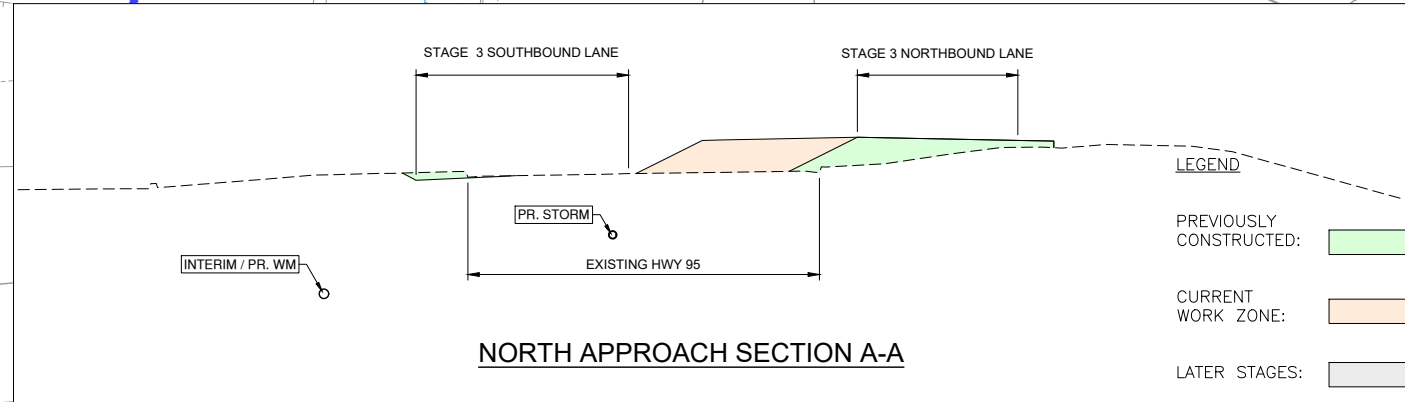 STAGE 3 SOUTHBOUND LANE
STAGE 3 NORTHBOUND LANE
LEGEND
PR. STORM
PREVIOUSLY
CONSTRUCTED:
INTERIM / PR. WM
EXISTING HWY 95
CURRENT
WORK ZONE:
NORTH APPROACH SECTION A-A
LATER STAGES: